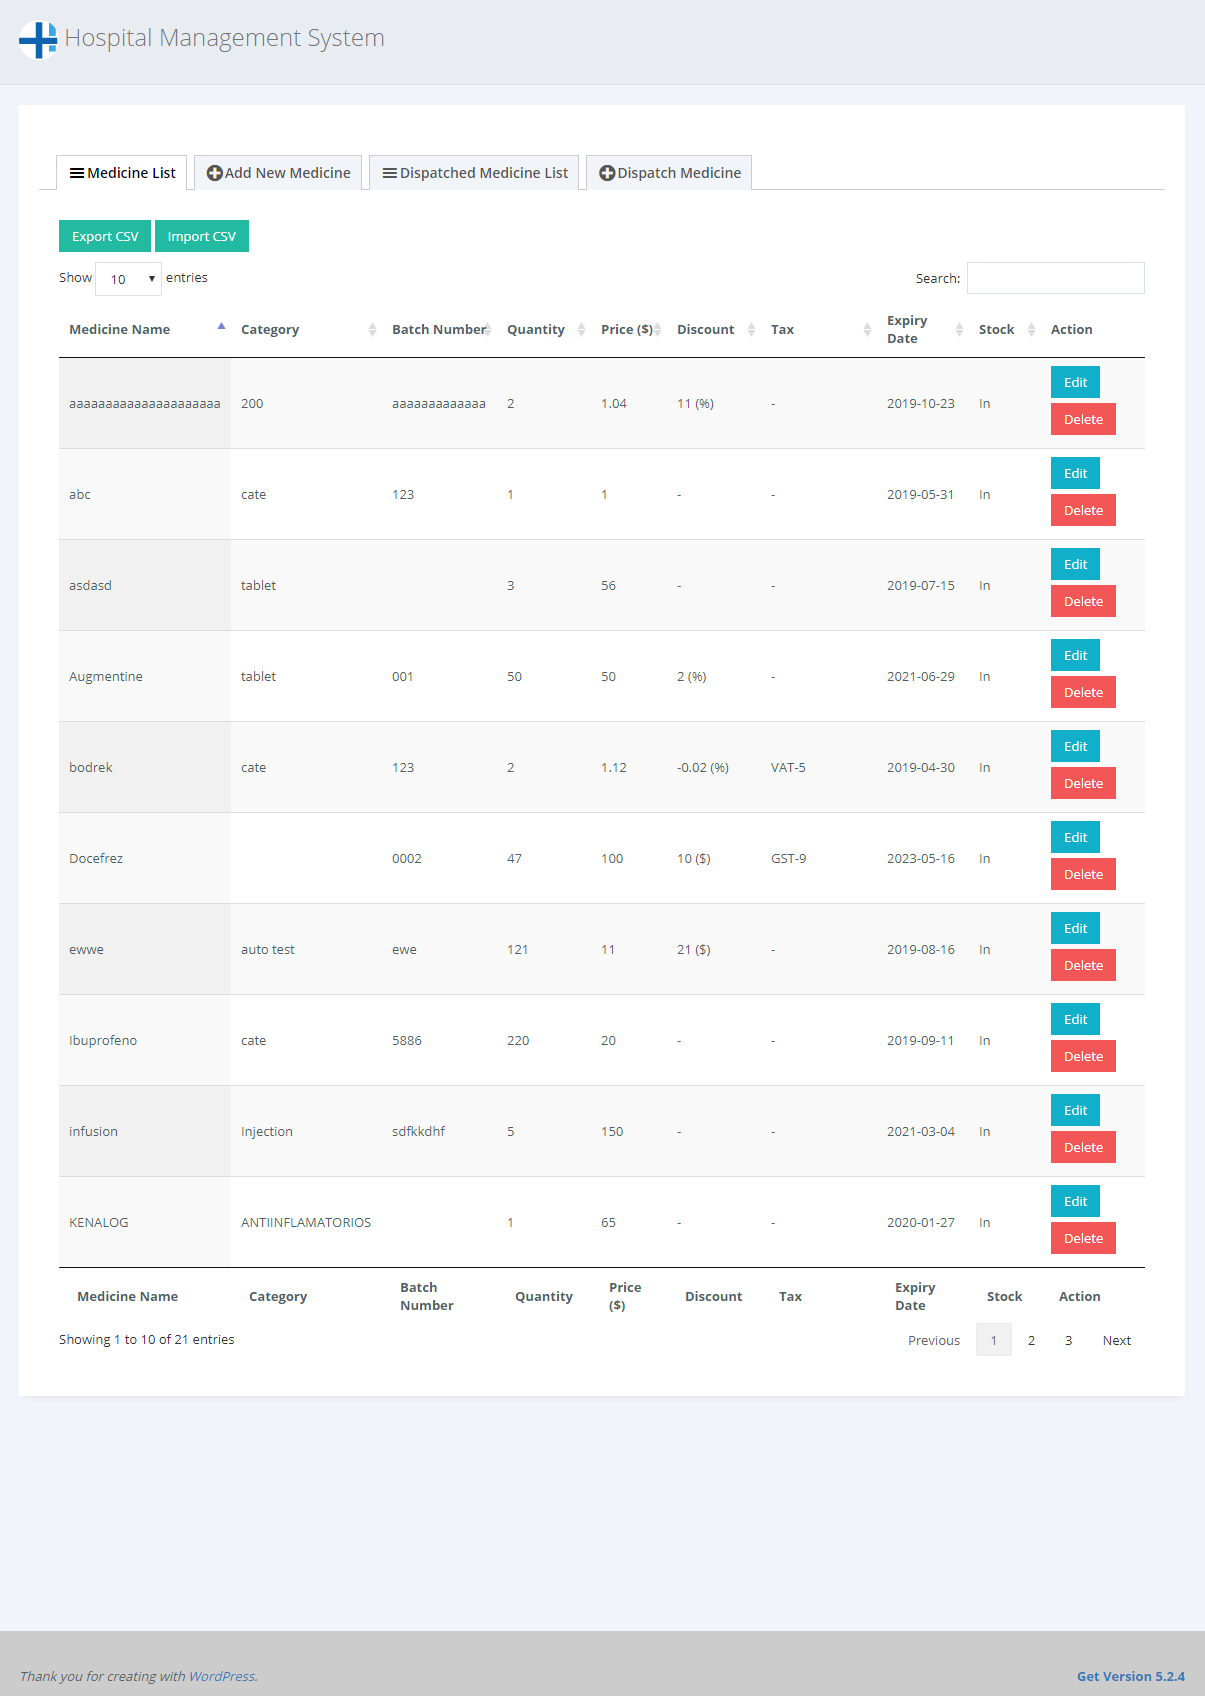 Hospital Management System
Medicine List Add New Medicine Dispatched Medicine List Dispatch Medicine
Export CSV Import CSV
Show 10 entries Search:
Medicine Name Category Batch Number Quantity Price ($) Discount Tax Expiry Date Stock Action
aaaaaaaaaaaaaaaaaaaaa 200 aaaaaaaaaaaaa 2 1.04 11 (%) - 2019-10-23 In Edit Delete
abc cate 123 1 1 - - 2019-05-31 In Edit Delete
asdasd tablet 3 56 - - 2019-07-15 In Edit Delete
Augmentine tablet 001 50 50 2 (%) - 2021-06-29 In Edit Delete
bodrek cate 123 2 1.12 -0.02 (%) VAT-5 2019-04-30 In Edit Delete
Docefrez 0002 47 100 10 ($) GST-9 2023-05-16 In Edit Delete
ewwe auto test ewe 121 11 21 ($) - 2019-08-16 In Edit Delete
Ibuprofeno cate 5886 220 20 - - 2019-09-11 In Edit Delete
infusion Injection sdfkkdhf 5 150 - - 2021-03-04 In Edit Delete
KENALOG ANTIINFLAMATORIOS 1 65 - - 2020-01-27 In Edit Delete
Medicine Name Category Batch Number Quantity Price ($) Discount Tax Expiry Date Stock Action
Showing 1 to 10 of 21 entries Previous 1 2 3 Next
Thank you for creating with WordPress. Get Version 5.2.4